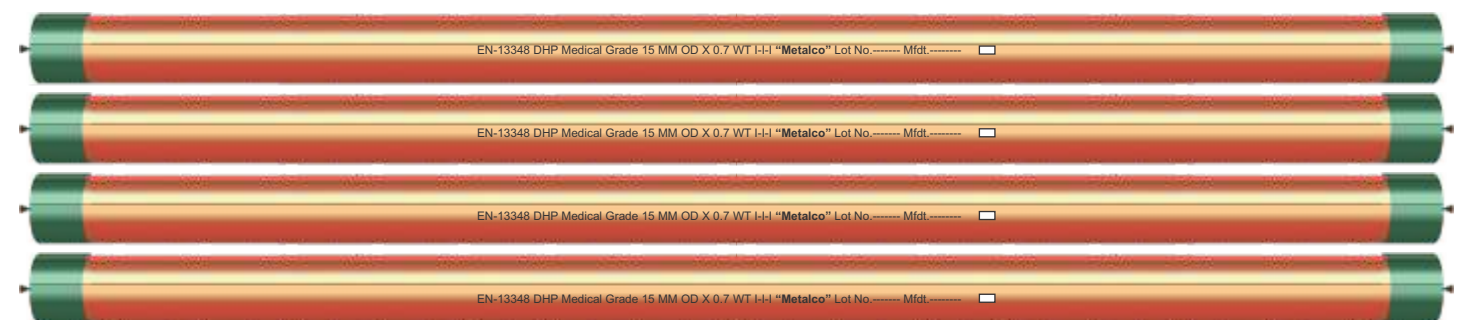 EN-13348 DHP Medical Grade 15 MM OD X 0.7 WT I-I-I “Metalco” Lot No.------- Mfdt.--------
EN-13348 DHP Medical Grade 15 MM OD X 0.7 WT I-I-I “Metalco” Lot No.------- Mfdt.--------
EN-13348 DHP Medical Grade 15 MM OD X 0.7 WT I-I-I “Metalco” Lot No.------- Mfdt.--------
EN-13348 DHP Medical Grade 15 MM OD X 0.7 WT I-I-I “Metalco” Lot No.------- Mfdt.--------